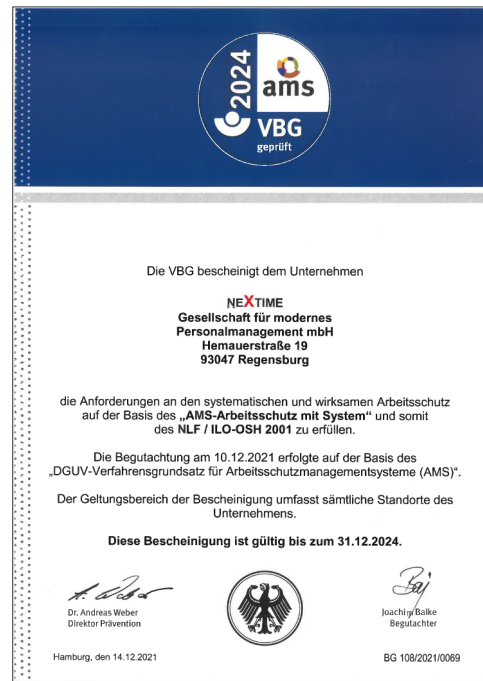 2024
ams
VBG
geprüft
Die VBG bescheinigt dem Unternehmen
NEXTIME
Gesellschaft für modernes
Personalmanagement mbH
Hemauerstraße 19
93047 Regensburg
die Anforderungen an den systematischen und wirksamen Arbeitsschutz
auf der Basis des „AMS-Arbeitsschutz mit System“ und somit
des NLF / ILO-OSH 2001 zu erfüllen.
Die Begutachtung am 10.12.2021 erfolgte auf der Basis des
„DGUV-Verfahrensgrundsatz für Arbeitsschutzmanagementsysteme (AMS)“.
Der Geltungsbereich der Bescheinigung umfasst sämtliche Standorte des
Unternehmens.
Diese Bescheinigung ist gültig bis zum 31.12.2024.
Dr. Andreas Weber
Direktor Prävention
Joachim Balke
Begutachter
Hamburg, den 14.12.2021
BG 108/2021/0069